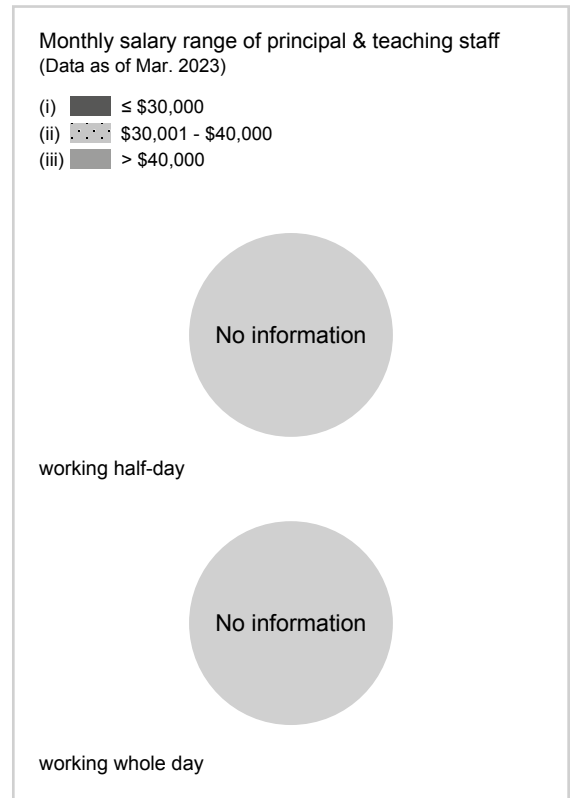 Monthly salary range of principal & teaching staff
(Data as of Mar. 2023)
(i) ≤ $30,000
(ii) $30,001 - $40,000
(iii) > $40,000
No information
working half-day
No information
working whole day